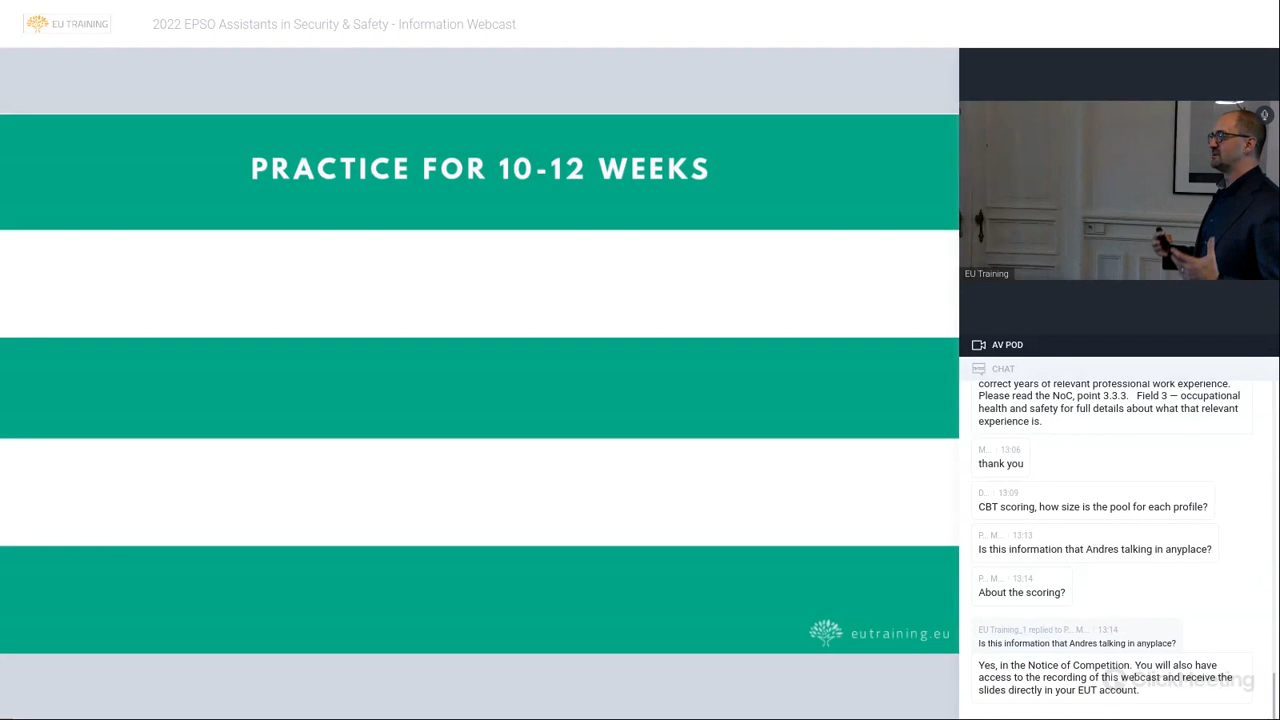 EU TRAINING
2022 EPSO Assistants in Security & Safety - Information Webcast
PRACTICE FOR 10-12 WEEKS
eutraining.eu
EU Training
AV POD
CHAT
correct years of relevant professional work experience.
Please read the NoC, point 3.3.3. Field 3 — occupational
health and safety for full details about what that relevant
experience is.
M... 13:06
thank you
D... 13:09
CBT scoring, how size is the pool for each profile?
P... M... 13:13
Is this information that Andres talking in anyplace?
P... M... 13:14
About the scoring?
EU Training_1 replied to P... M... 13:14
Is this information that Andres talking in anyplace?
Yes, in the Notice of Competition. You will also have
access to the recording of this webcast and receive the
slides directly in your EUT account.
ClickMeeting